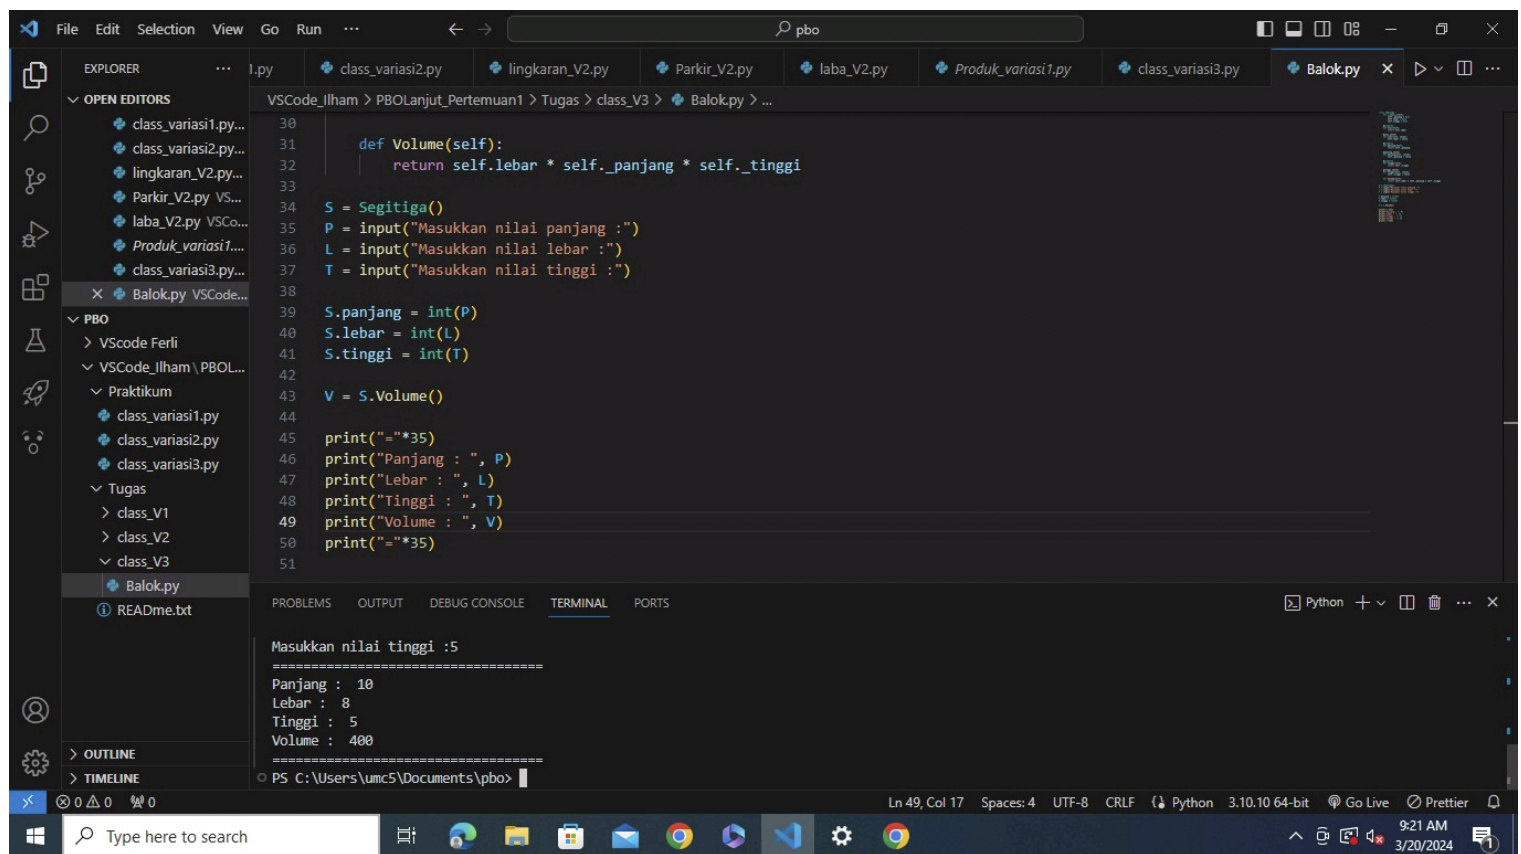 File Edit Selection View Go Run ··· pbo
EXPLORER ···
1.py class_variasi2.py lingkaran_V2.py Parkir_V2.py laba_V2.py Produk_variasi1.py class_variasi3.py Balok.py
OPEN EDITORS
class_variasi1.py...
class_variasi2.py...
lingkaran_V2.py...
Parkir_V2.py VS...
laba_V2.py VSCo...
Produk_variasi1....
class_variasi3.py...
Balok.py VSCode...
PBO
VScode Ferli
VSCode_Ilham\PBOL...
Praktikum
class_variasi1.py
class_variasi2.py
class_variasi3.py
Tugas
class_V1
class_V2
class_V3
Balok.py
READme.txt
OUTLINE
TIMELINE
VSCode_Ilham > PBOLanjut_Pertemuan1 > Tugas > class_V3 > Balok.py > ...
30
31 def Volume(self):
32 return self.lebar * self._panjang * self._tinggi
33
34 S = Segitiga()
35 P = input("Masukkan nilai panjang :")
36 L = input("Masukkan nilai lebar :")
37 T = input("Masukkan nilai tinggi :")
38
39 S.panjang = int(P)
40 S.lebar = int(L)
41 S.tinggi = int(T)
42
43 V = S.Volume()
44
45 print("="*35)
46 print("Panjang : ", P)
47 print("Lebar : ", L)
48 print("Tinggi : ", T)
49 print("Volume : ", V)
50 print("="*35)
51
PROBLEMS OUTPUT DEBUG CONSOLE TERMINAL PORTS Python
Masukkan nilai tinggi :5
===================================
Panjang :  10
Lebar :  8
Tinggi :  5
Volume :  400
===================================
PS C:\Users\umc5\Documents\pbo>
0 0 0 Ln 49, Col 17 Spaces: 4 UTF-8 CRLF Python 3.10.10 64-bit Go Live Prettier
Type here to search
9:21 AM
3/20/2024
1